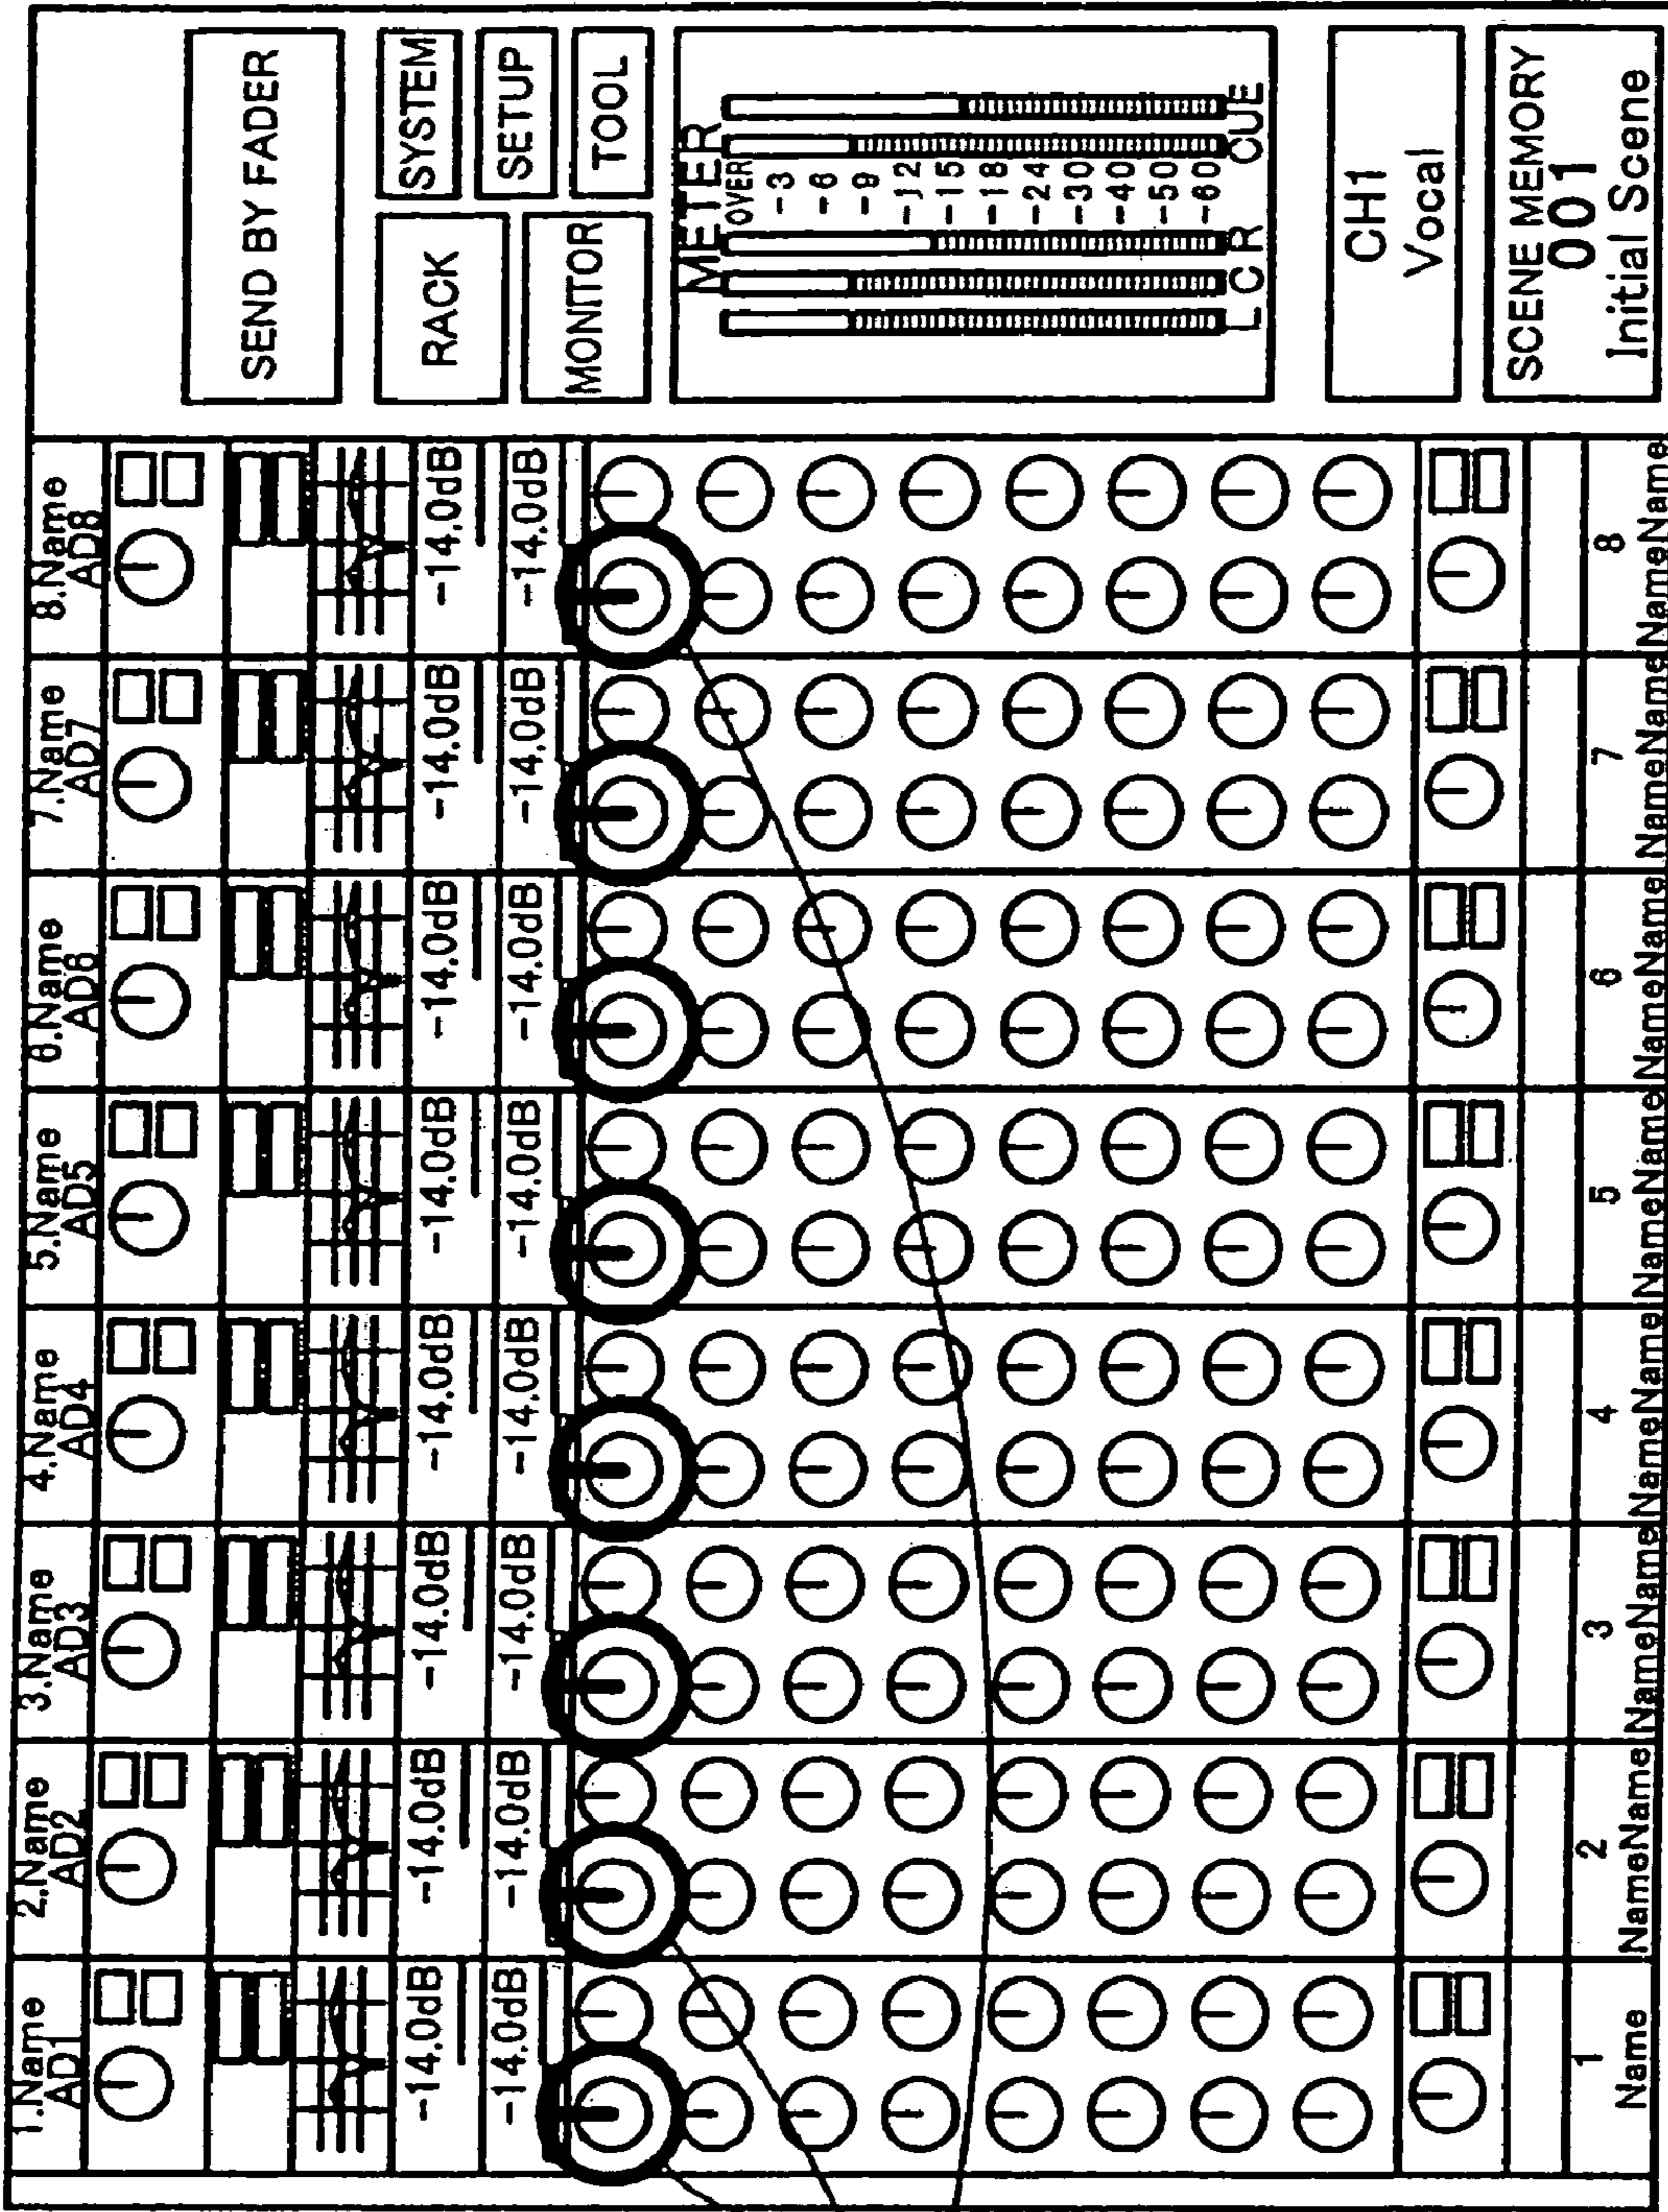 1.Name 2.Name 3.Name 4.Name 5.Name 6.Name 7.Name 8.Name
AD1 AD2 AD3 AD4 AD5 AD6 AD7 AD8
-14.0dB -14.0dB -14.0dB -14.0dB -14.0dB -14.0dB -14.0dB -14.0dB
-14.0dB -14.0dB -14.0dB -14.0dB -14.0dB -14.0dB -14.0dB -14.0dB
1 2 3 4 5 6 7 8
Name NameName NameName NameName NameName NameName NameName NameName
SEND BY FADER
RACK
SYSTEM
SETUP
MONITOR
TOOL
METER
OVER
-3
-6
-9
-12
-15
-18
-24
-30
-40
-50
-60
L C R CUE
CH1
Vocal
SCENE MEMORY
001
Initial Scene